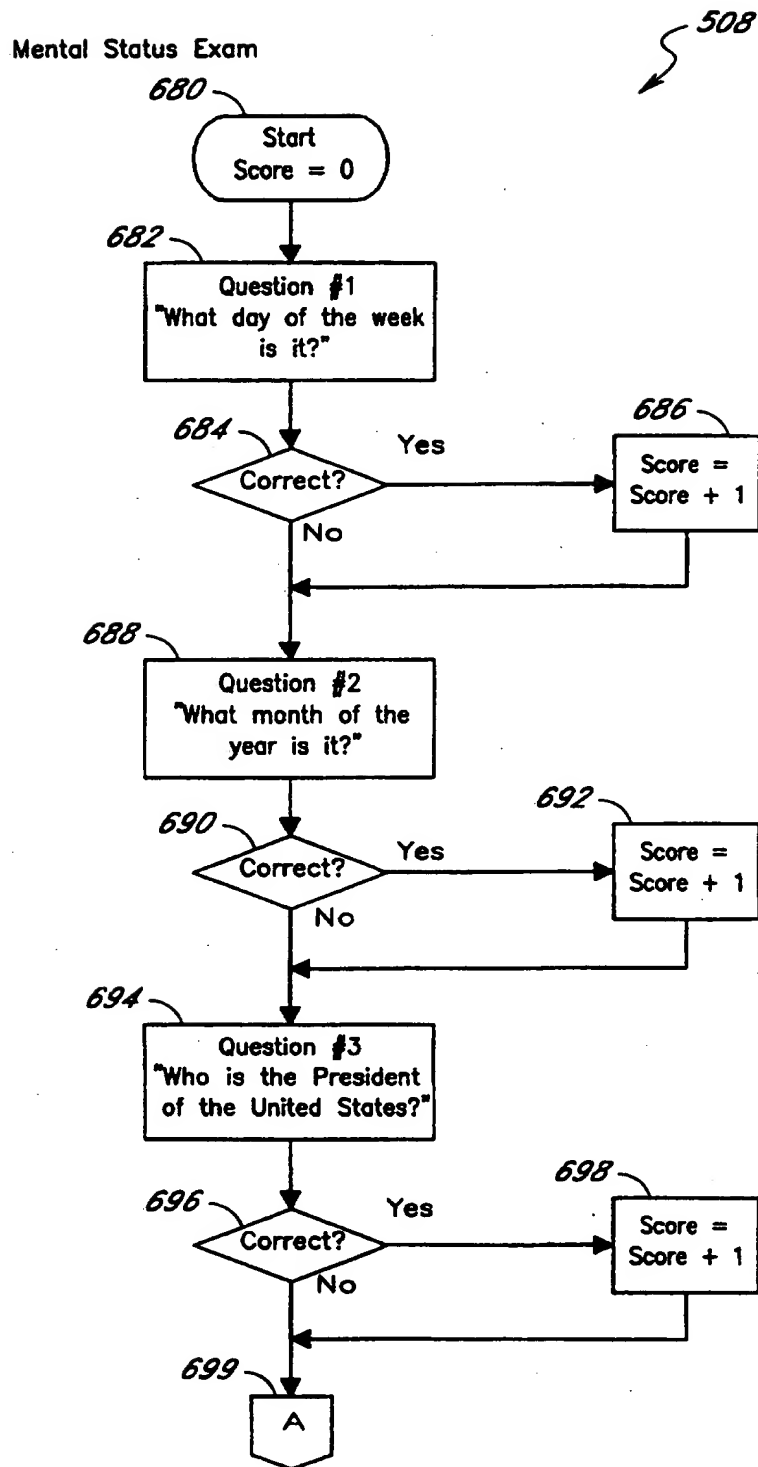 508
Mental Status Exam
680
Start
Score = 0
682
Question #1
"What day of the week
is it?"
684
Correct?
Yes
No
686
Score =
Score + 1
688
Question #2
"What month of the
year is it?"
690
Correct?
Yes
No
692
Score =
Score + 1
694
Question #3
"Who is the President
of the United States?"
696
Correct?
Yes
No
698
Score =
Score + 1
699
A